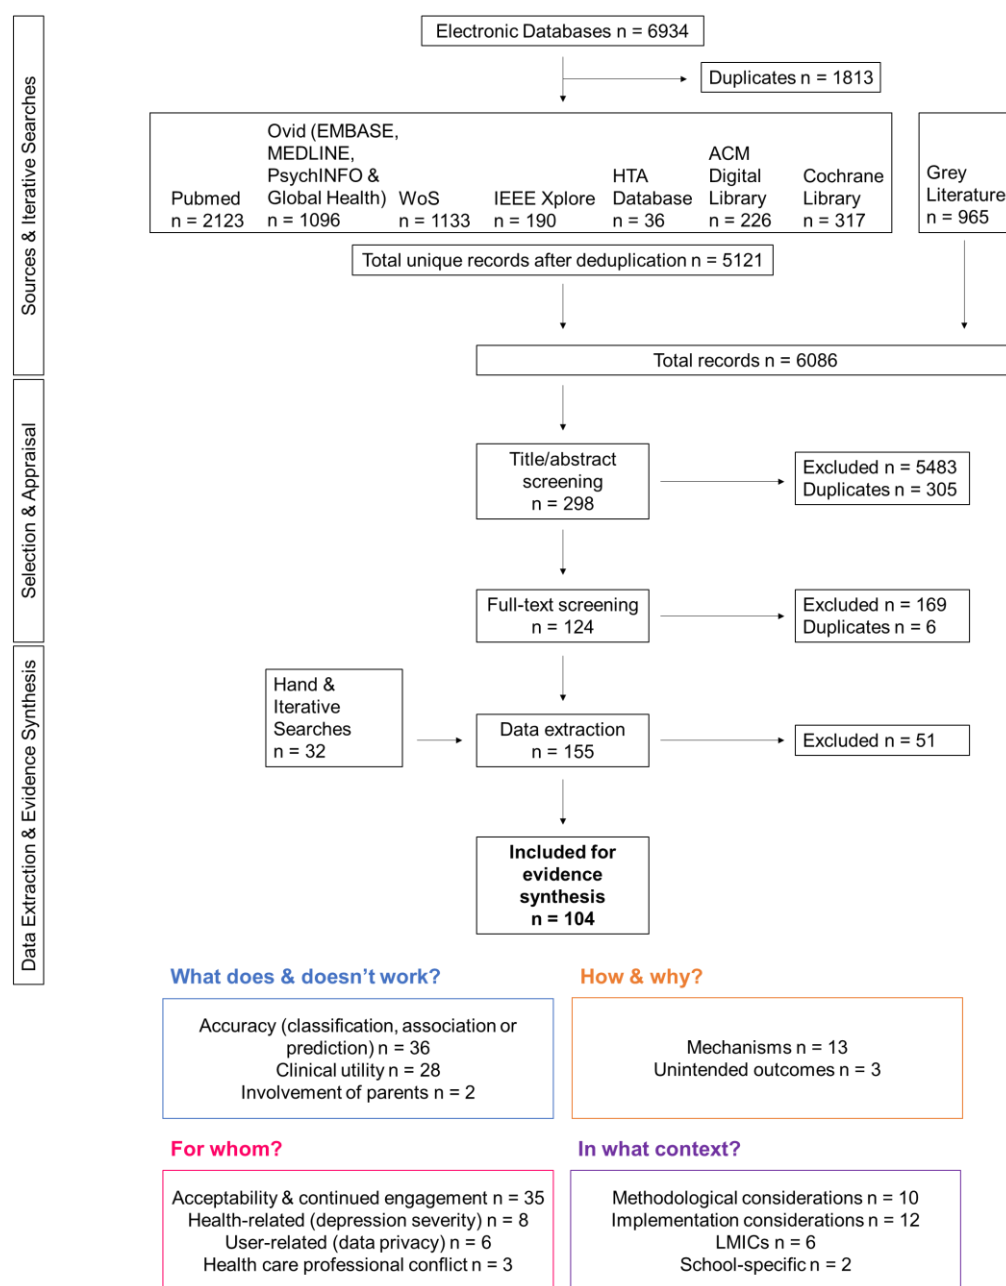 Sources & Iterative Searches
Electronic Databases n = 6934
Duplicates n = 1813
Pubmed
n = 2123
Ovid (EMBASE,
MEDLINE,
PsychINFO &
Global Health)
n = 1096
WoS
n = 1133
IEEE Xplore
n = 190
HTA
Database
n = 36
ACM
Digital
Library
n = 226
Cochrane
Library
n = 317
Grey
Literature
n = 965
Total unique records after deduplication n = 5121
Total records n = 6086
Selection & Appraisal
Title/abstract
screening
n = 298
Excluded n = 5483
Duplicates n = 305
Full-text screening
n = 124
Excluded n = 169
Duplicates n = 6
Data Extraction & Evidence Synthesis
Hand &
Iterative
Searches
n = 32
Data extraction
n = 155
Excluded n = 51
Included for
evidence
synthesis
n = 104
What does & doesn’t work?
Accuracy (classification, association or
prediction) n = 36
Clinical utility n = 28
Involvement of parents n = 2
How & why?
Mechanisms n = 13
Unintended outcomes n = 3
For whom?
Acceptability & continued engagement n = 35
Health-related (depression severity) n = 8
User-related (data privacy) n = 6
Health care professional conflict n = 3
In what context?
Methodological considerations n = 10
Implementation considerations n = 12
LMICs n = 6
School-specific n = 2